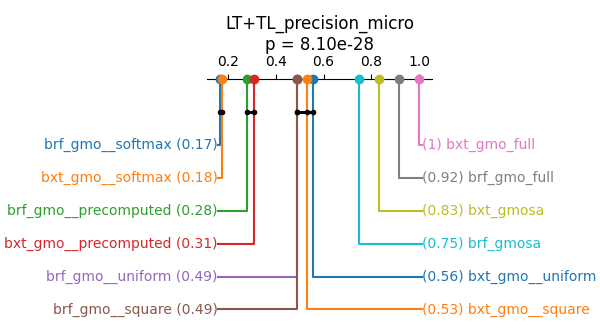 LT+TL_precision_micro
p = 8.10e-28
0.2 0.4 0.6 0.8 1.0
brf_gmo__softmax (0.17) (1) bxt_gmo_full
bxt_gmo__softmax (0.18) (0.92) brf_gmo_full
brf_gmo__precomputed (0.28) (0.83) bxt_gmosa
bxt_gmo__precomputed (0.31) (0.75) brf_gmosa
brf_gmo__uniform (0.49) (0.56) bxt_gmo__uniform
brf_gmo__square (0.49) (0.53) bxt_gmo__square